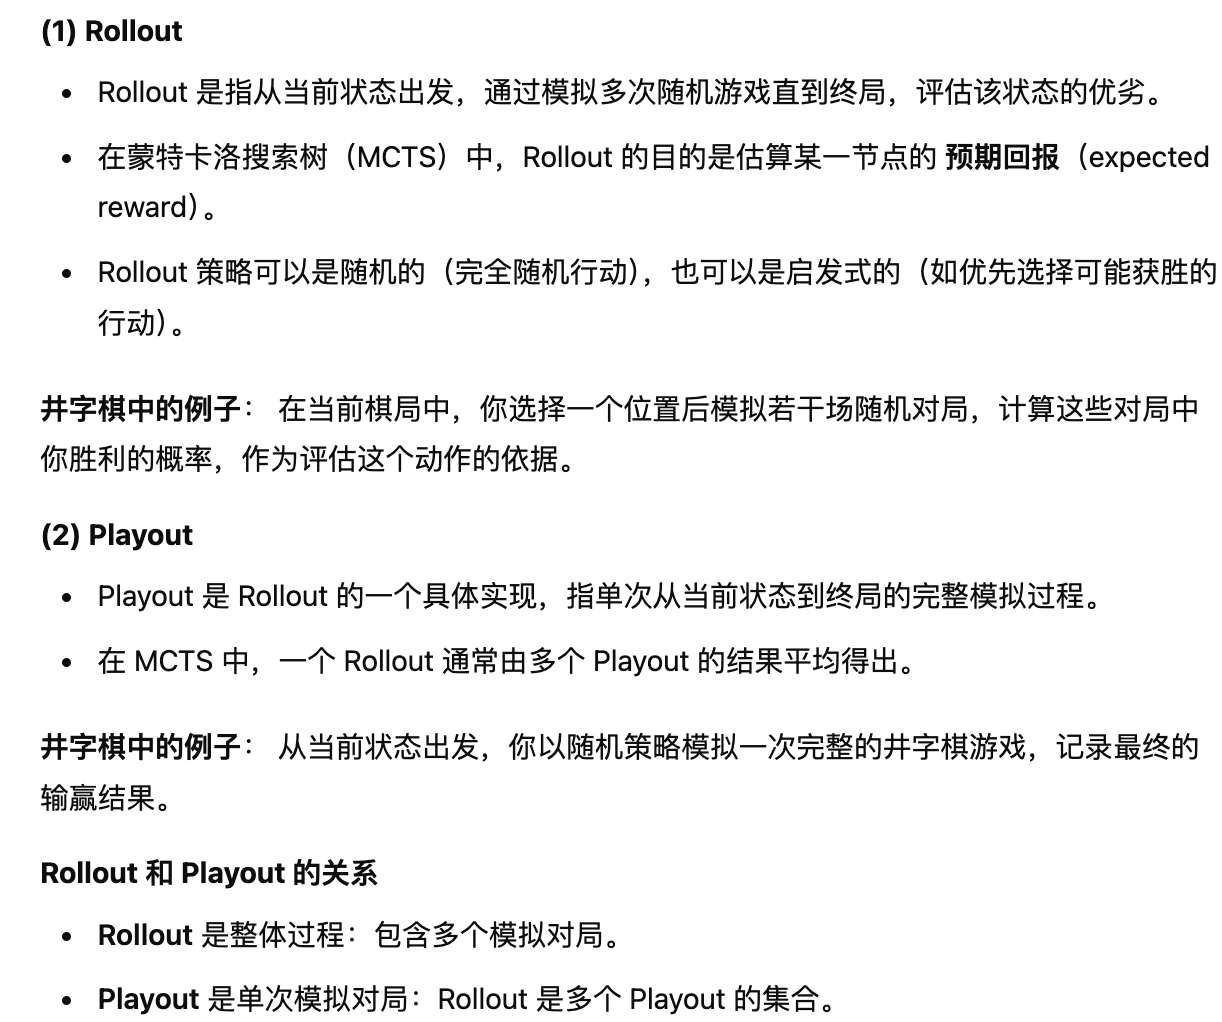 (1) Rollout
• Rollout 是指从当前状态出发，通过模拟多次随机游戏直到终局，评估该状态的优劣。
• 在蒙特卡洛搜索树（MCTS）中，Rollout 的目的是估算某一节点的 预期回报（expected
reward）。
• Rollout 策略可以是随机的（完全随机行动），也可以是启发式的（如优先选择可能获胜的
行动）。
井字棋中的例子： 在当前棋局中，你选择一个位置后模拟若干场随机对局，计算这些对局中
你胜利的概率，作为评估这个动作的依据。
(2) Playout
• Playout 是 Rollout 的一个具体实现，指单次从当前状态到终局的完整模拟过程。
• 在 MCTS 中，一个 Rollout 通常由多个 Playout 的结果平均得出。
井字棋中的例子： 从当前状态出发，你以随机策略模拟一次完整的井字棋游戏，记录最终的
输赢结果。
Rollout 和 Playout 的关系
• Rollout 是整体过程：包含多个模拟对局。
• Playout 是单次模拟对局：Rollout 是多个 Playout 的集合。